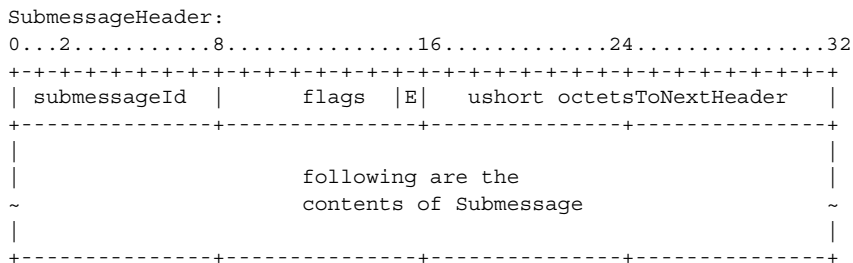 SubmessageHeader:
0...2...........8...............16.............24...............32
+-+-+-+-+-+-+-+-+-+-+-+-+-+-+-+-+-+-+-+-+-+-+-+-+-+-+-+-+-+-+-+-+
| submessageId  |      flags  |E|   ushort octetsToNextHeader   |
+---------------+---------------+---------------+---------------+
|                                                               |
|                      following are the                        |
~                      contents of Submessage                   ~
|                                                               |
+---------------+---------------+---------------+---------------+